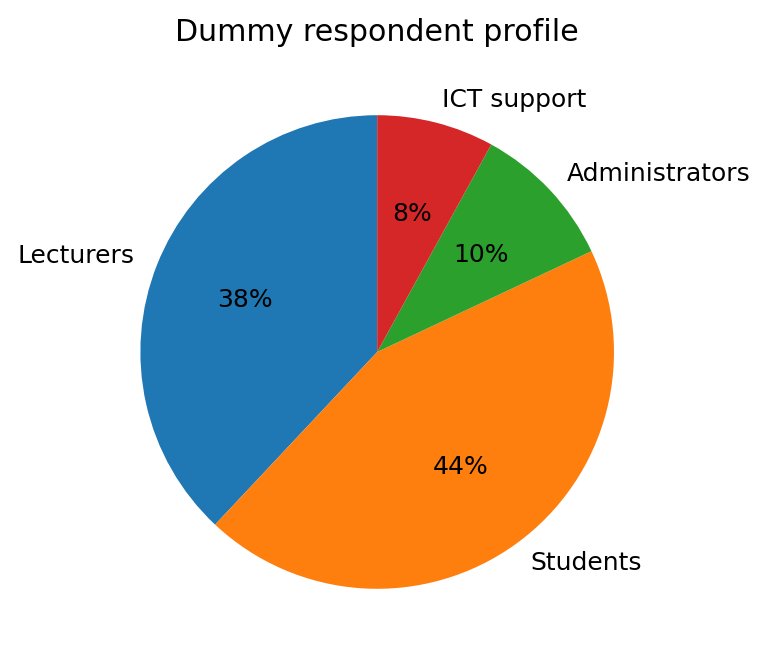 Dummy respondent profile
ICT support
Administrators
8%
Lecturers
10%
38%
44%
Students